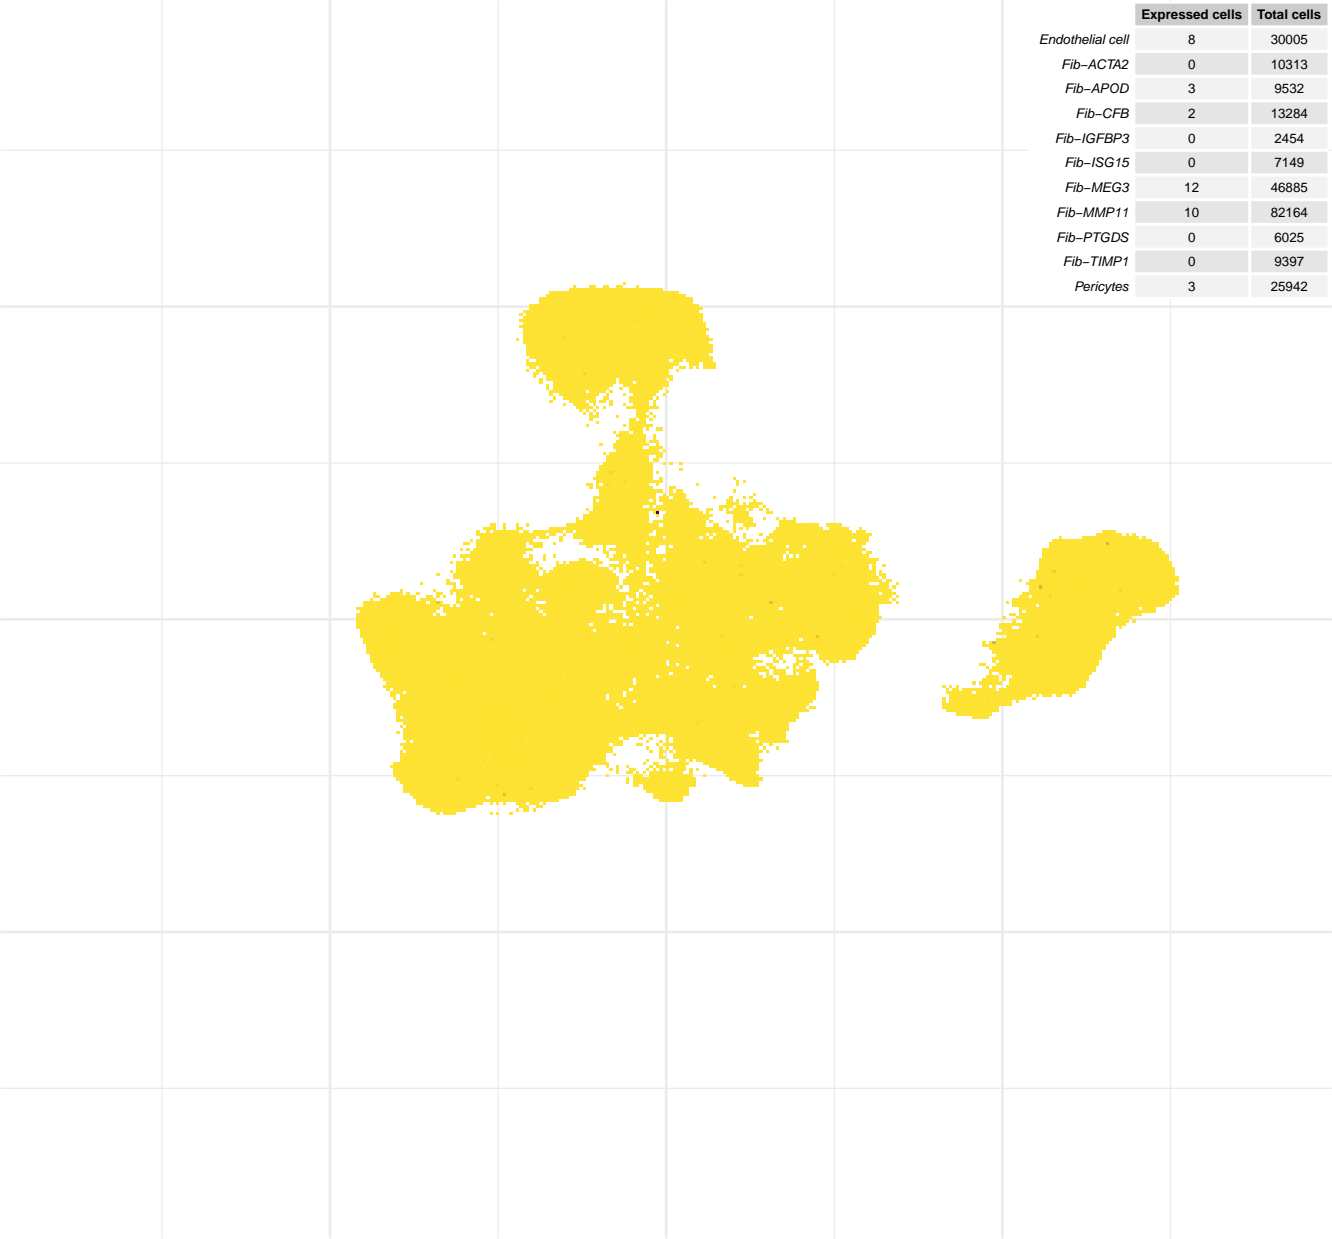 Expressed cells Total cells
Endothelial cell 8 30005
Fib−ACTA2 0 10313
Fib−APOD 3 9532
Fib−CFB 2 13284
Fib−IGFBP3 0 2454
Fib−ISG15 0 7149
Fib−MEG3 12 46885
Fib−MMP11 10 82164
Fib−PTGDS 0 6025
Fib−TIMP1 0 9397
Pericytes 3 25942